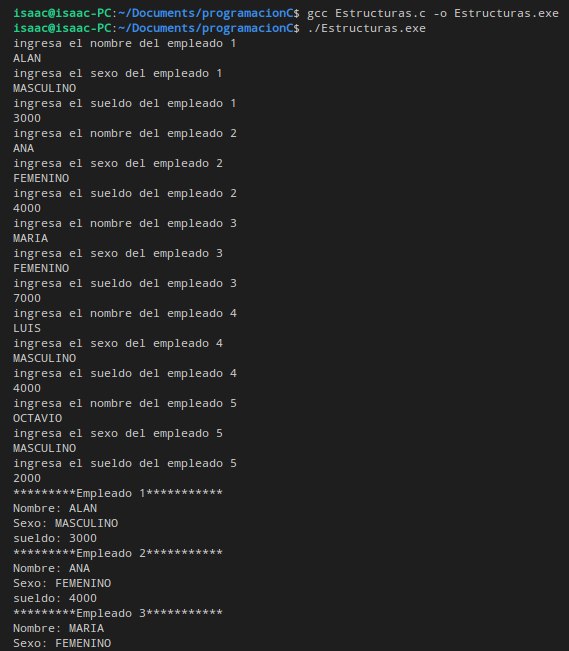 isaac@isaac-PC:~/Documents/programacionC$ gcc Estructuras.c -o Estructuras.exe
isaac@isaac-PC:~/Documents/programacionC$ ./Estructuras.exe
ingresa el nombre del empleado 1
ALAN
ingresa el sexo del empleado 1
MASCULINO
ingresa el sueldo del empleado 1
3000
ingresa el nombre del empleado 2
ANA
ingresa el sexo del empleado 2
FEMENINO
ingresa el sueldo del empleado 2
4000
ingresa el nombre del empleado 3
MARIA
ingresa el sexo del empleado 3
FEMENINO
ingresa el sueldo del empleado 3
7000
ingresa el nombre del empleado 4
LUIS
ingresa el sexo del empleado 4
MASCULINO
ingresa el sueldo del empleado 4
4000
ingresa el nombre del empleado 5
OCTAVIO
ingresa el sexo del empleado 5
MASCULINO
ingresa el sueldo del empleado 5
2000
*********Empleado 1***********
Nombre: ALAN
Sexo: MASCULINO
sueldo: 3000
*********Empleado 2***********
Nombre: ANA
Sexo: FEMENINO
sueldo: 4000
*********Empleado 3***********
Nombre: MARIA
Sexo: FEMENINO